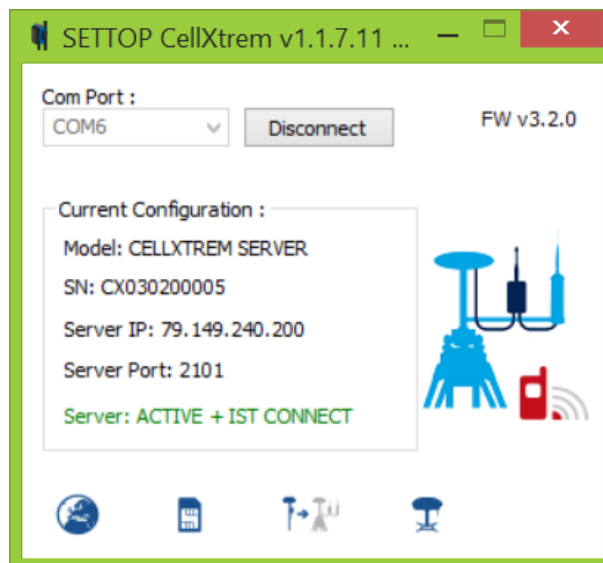 SETTOP CellXtrem v1.1.7.11 ...
Com Port :
COM6
Disconnect
FW v3.2.0
Current Configuration :
Model: CELLXTREM SERVER
SN: CX030200005
Server IP: 79.149.240.200
Server Port: 2101
Server: ACTIVE + IST CONNECT